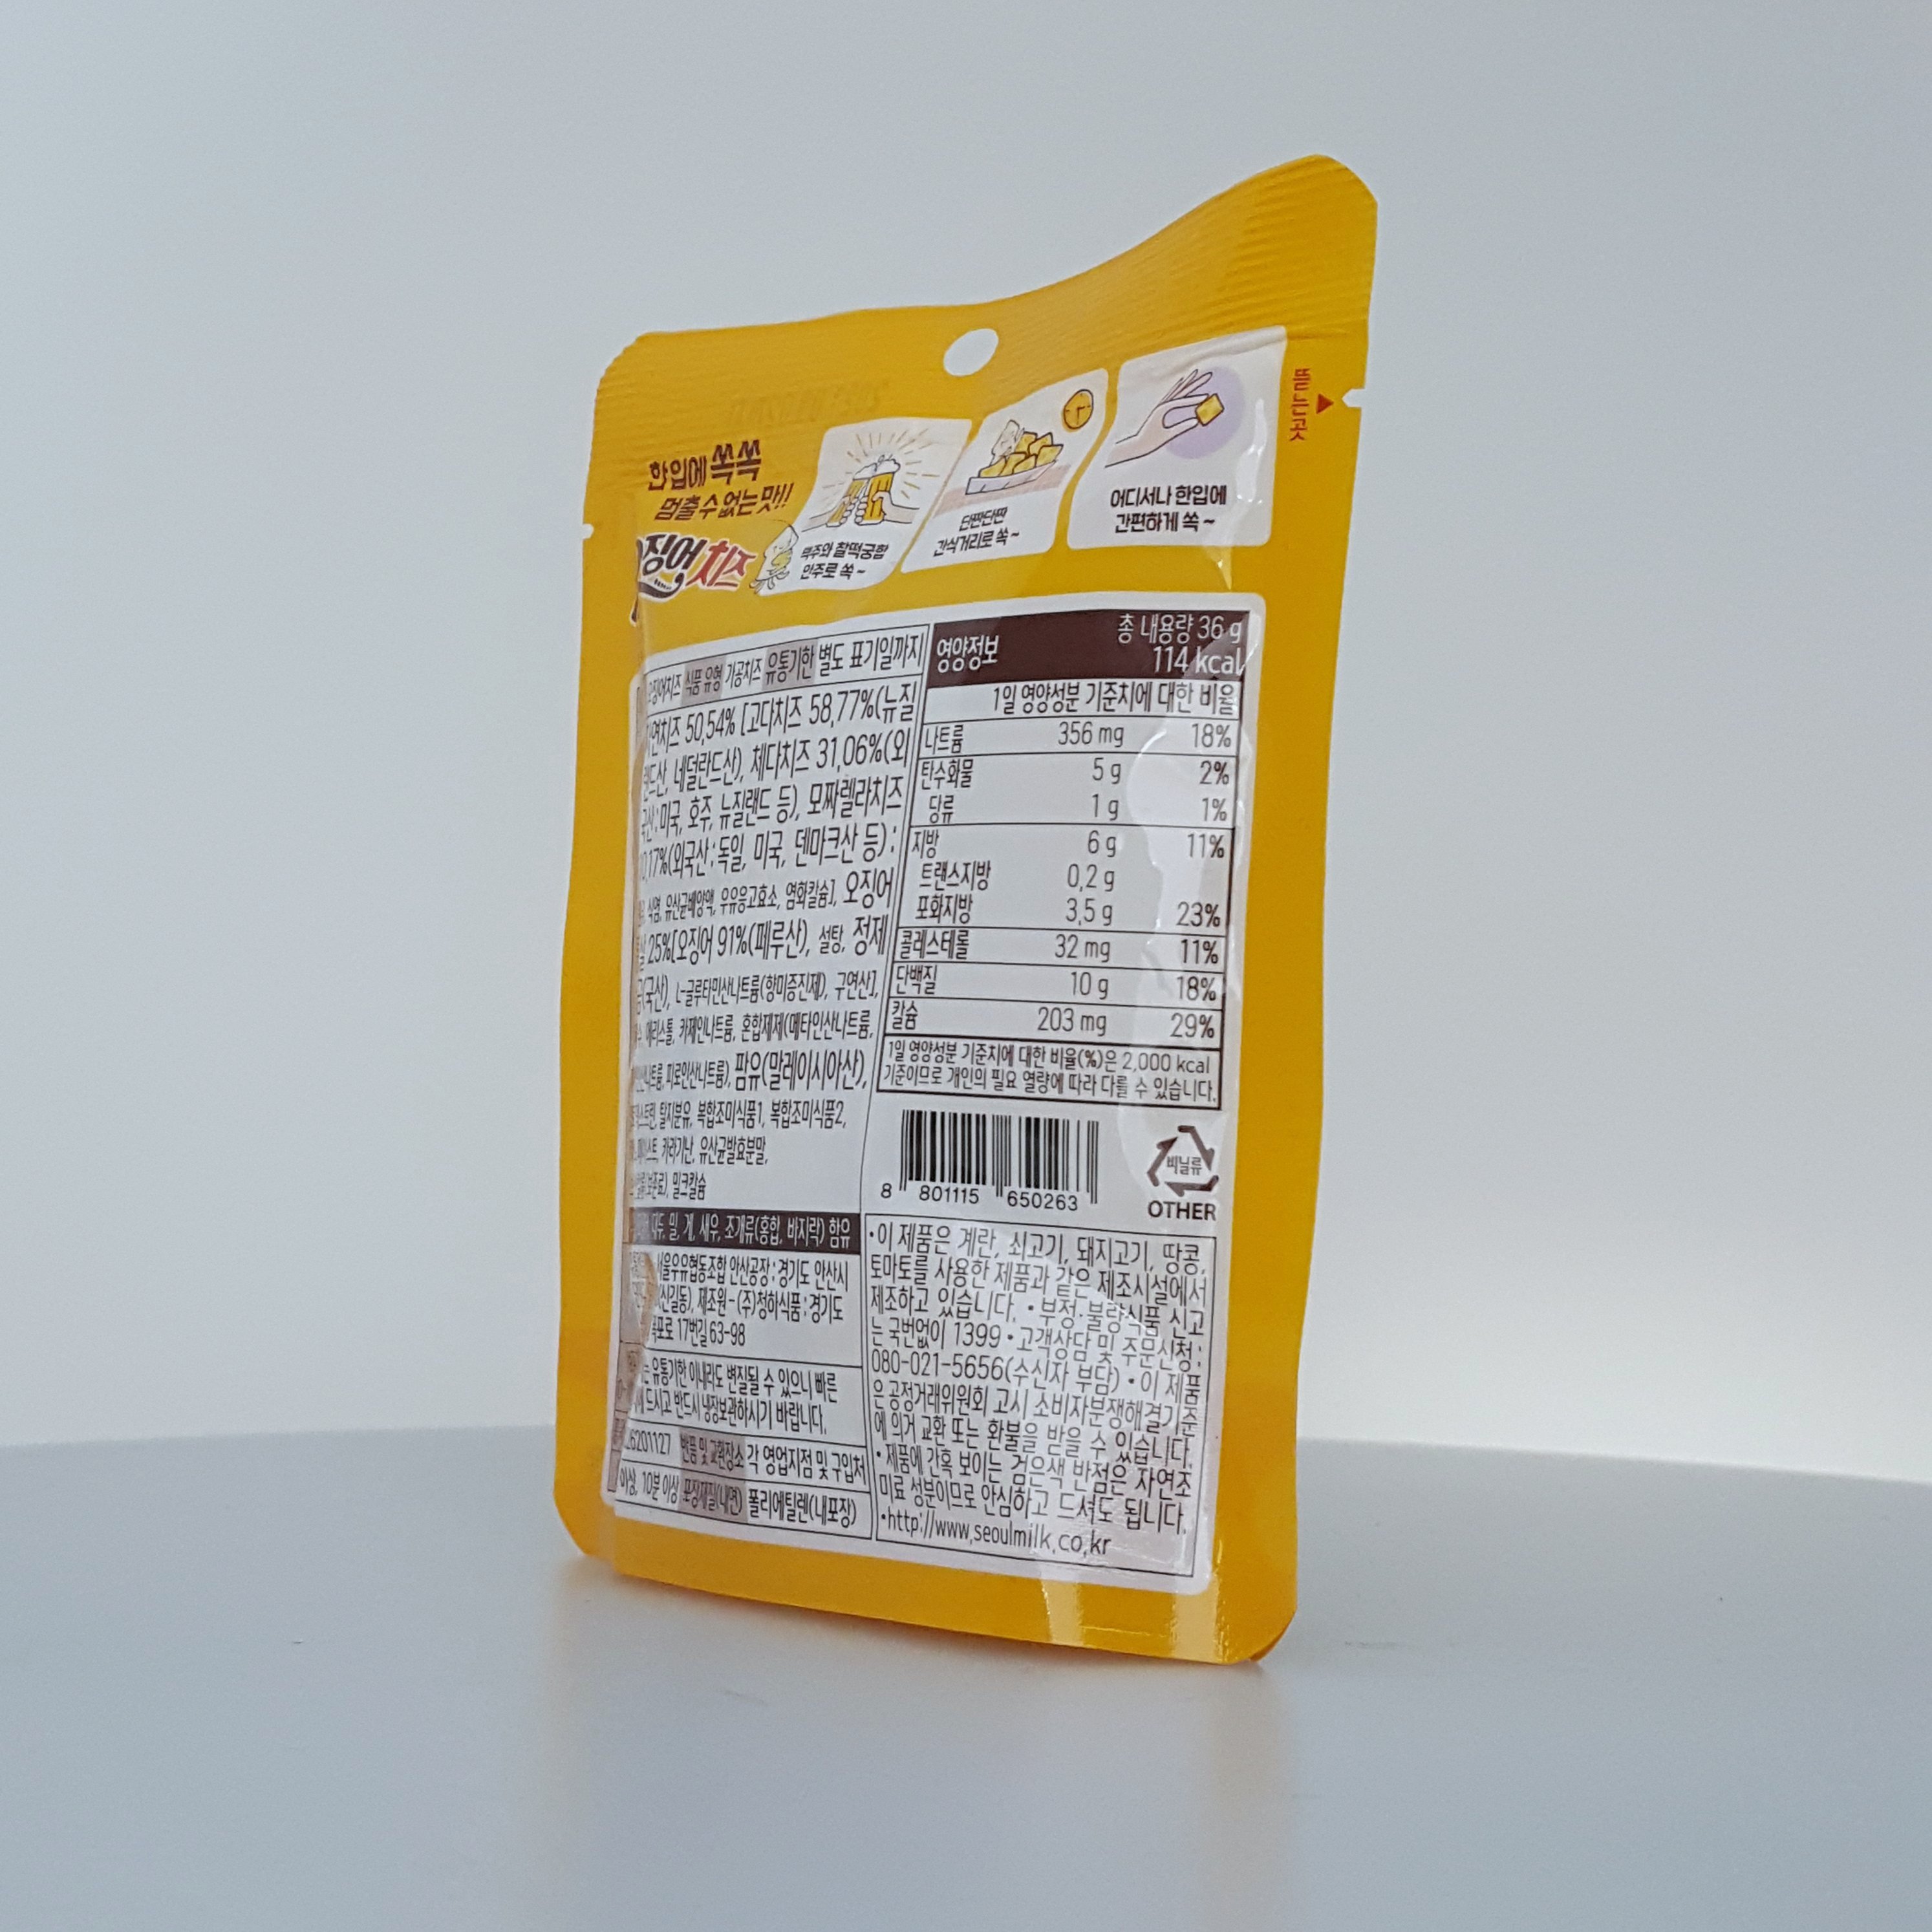 한입에 쏙쏙
멈출 수 없는 맛!!
징어치즈
맥주와 찰떡궁합
안주로 쏙~
단짠단짠
간식거리로 쏙~
어디서나 한입에
간편하게 쏙~
뜯는곳
식품 유형 가공치즈 유통기한 별도 표기일까지
50.54% [고다치즈 58.77%(뉴질
네덜란드산), 체다치즈 31.06%(외
미국, 호주, 뉴질랜드 등), 모짜렐라치즈
17%(외국산:독일, 미국, 덴마크산 등):
식염, 유산균배양액, 우유응고효소, 염화칼슘], 오징어
25%[오징어 91%(페루산), 설탕, 정제
(국산), L-글루타민산나트륨(향미증진제), 구연산],
카제인나트륨, 혼합제제(메타인산나트륨,
피로인산나트륨), 팜유(말레이시아산),
탈지분유, 복합조미식품1, 복합조미식품2,
카라기난, 유산균발효분말,
밀크칼슘
대두, 밀, 게, 새우, 조개류(홍합, 바지락) 함유
서울우유협동조합 안산공장:경기도 안산시
(신길동), 제조원-(주)청하식품:경기도
17번길 63-98
는 유통기한 이내라도 변질될 수 있으니 빠른
드시고 반드시 냉장보관하시기 바랍니다.
26201127 반품 및 교환장소 각 영업지점 및 구입처
이상, 10분 이상 포장재질(내면) 폴리에틸렌(내포장)
영양정보
총 내용량 36 g
114 kcal
1일 영양성분 기준치에 대한 비율
나트륨 356 mg 18%
탄수화물 5 g 2%
당류 1 g 1%
지방 6 g 11%
트랜스지방 0.2 g
포화지방 3.5 g 23%
콜레스테롤 32 mg 11%
단백질 10 g 18%
칼슘 203 mg 29%
1일 영양성분 기준치에 대한 비율(%)은 2,000 kcal
기준이므로 개인의 필요 열량에 따라 다를 수 있습니다.
8 801115 650263
비닐류
OTHER
•이 제품은 계란, 쇠고기, 돼지고기, 땅콩,
토마토를 사용한 제품과 같은 제조시설에서
제조하고 있습니다. •부정·불량식품 신고
는 국번없이 1399•고객상담 및 주문신청:
080-021-5656(수신자 부담)•이 제품
은 공정거래위원회 고시 소비자분쟁해결기준
에 의거 교환 또는 환불을 받을 수 있습니다.
•제품에 간혹 보이는 검은색 반점은 자연조
미료 성분이므로 안심하고 드셔도 됩니다.
•http://www.seoulmilk.co.kr